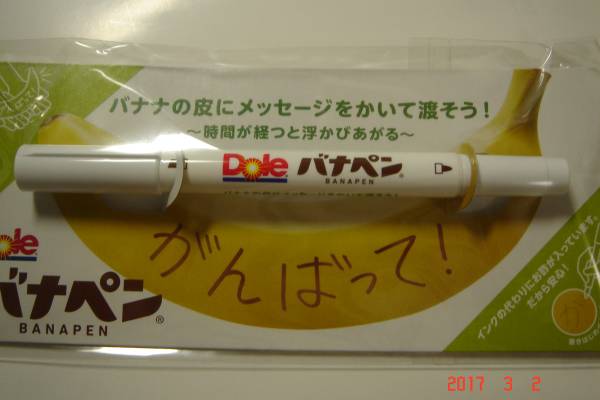 バナナの皮にメッセージをかいて渡そう!
〜時間が経つと浮かびあがる〜
Dole バナペン®
BANAPEN
がんばって!
Dole
バナペン®
BANAPEN
インクの代わりにお酢が入っています。
だから安心!
2017 3 2